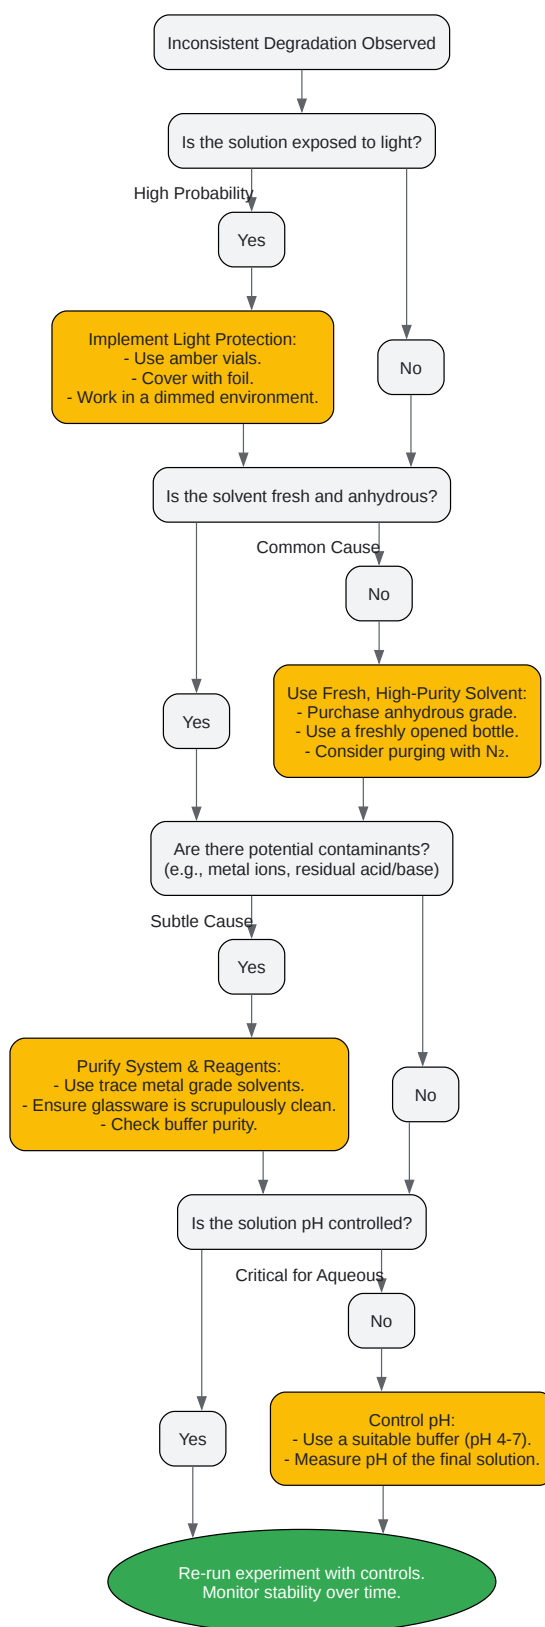 Inconsistent Degradation Observed
Is the solution exposed to light?
High Probability
Yes
Implement Light Protection:
- Use amber vials.
- Cover with foil.
- Work in a dimmed environment.
No
Is the solvent fresh and anhydrous?
Common Cause
No
Use Fresh, High-Purity Solvent:
- Purchase anhydrous grade.
- Use a freshly opened bottle.
- Consider purging with N₂.
Yes
Are there potential contaminants?
(e.g., metal ions, residual acid/base)
Subtle Cause
Yes
Purify System & Reagents:
- Use trace metal grade solvents.
- Ensure glassware is scrupulously clean.
- Check buffer purity.
No
Is the solution pH controlled?
Critical for Aqueous
No
Control pH:
- Use a suitable buffer (pH 4-7).
- Measure pH of the final solution.
Yes
Re-run experiment with controls.
Monitor stability over time.